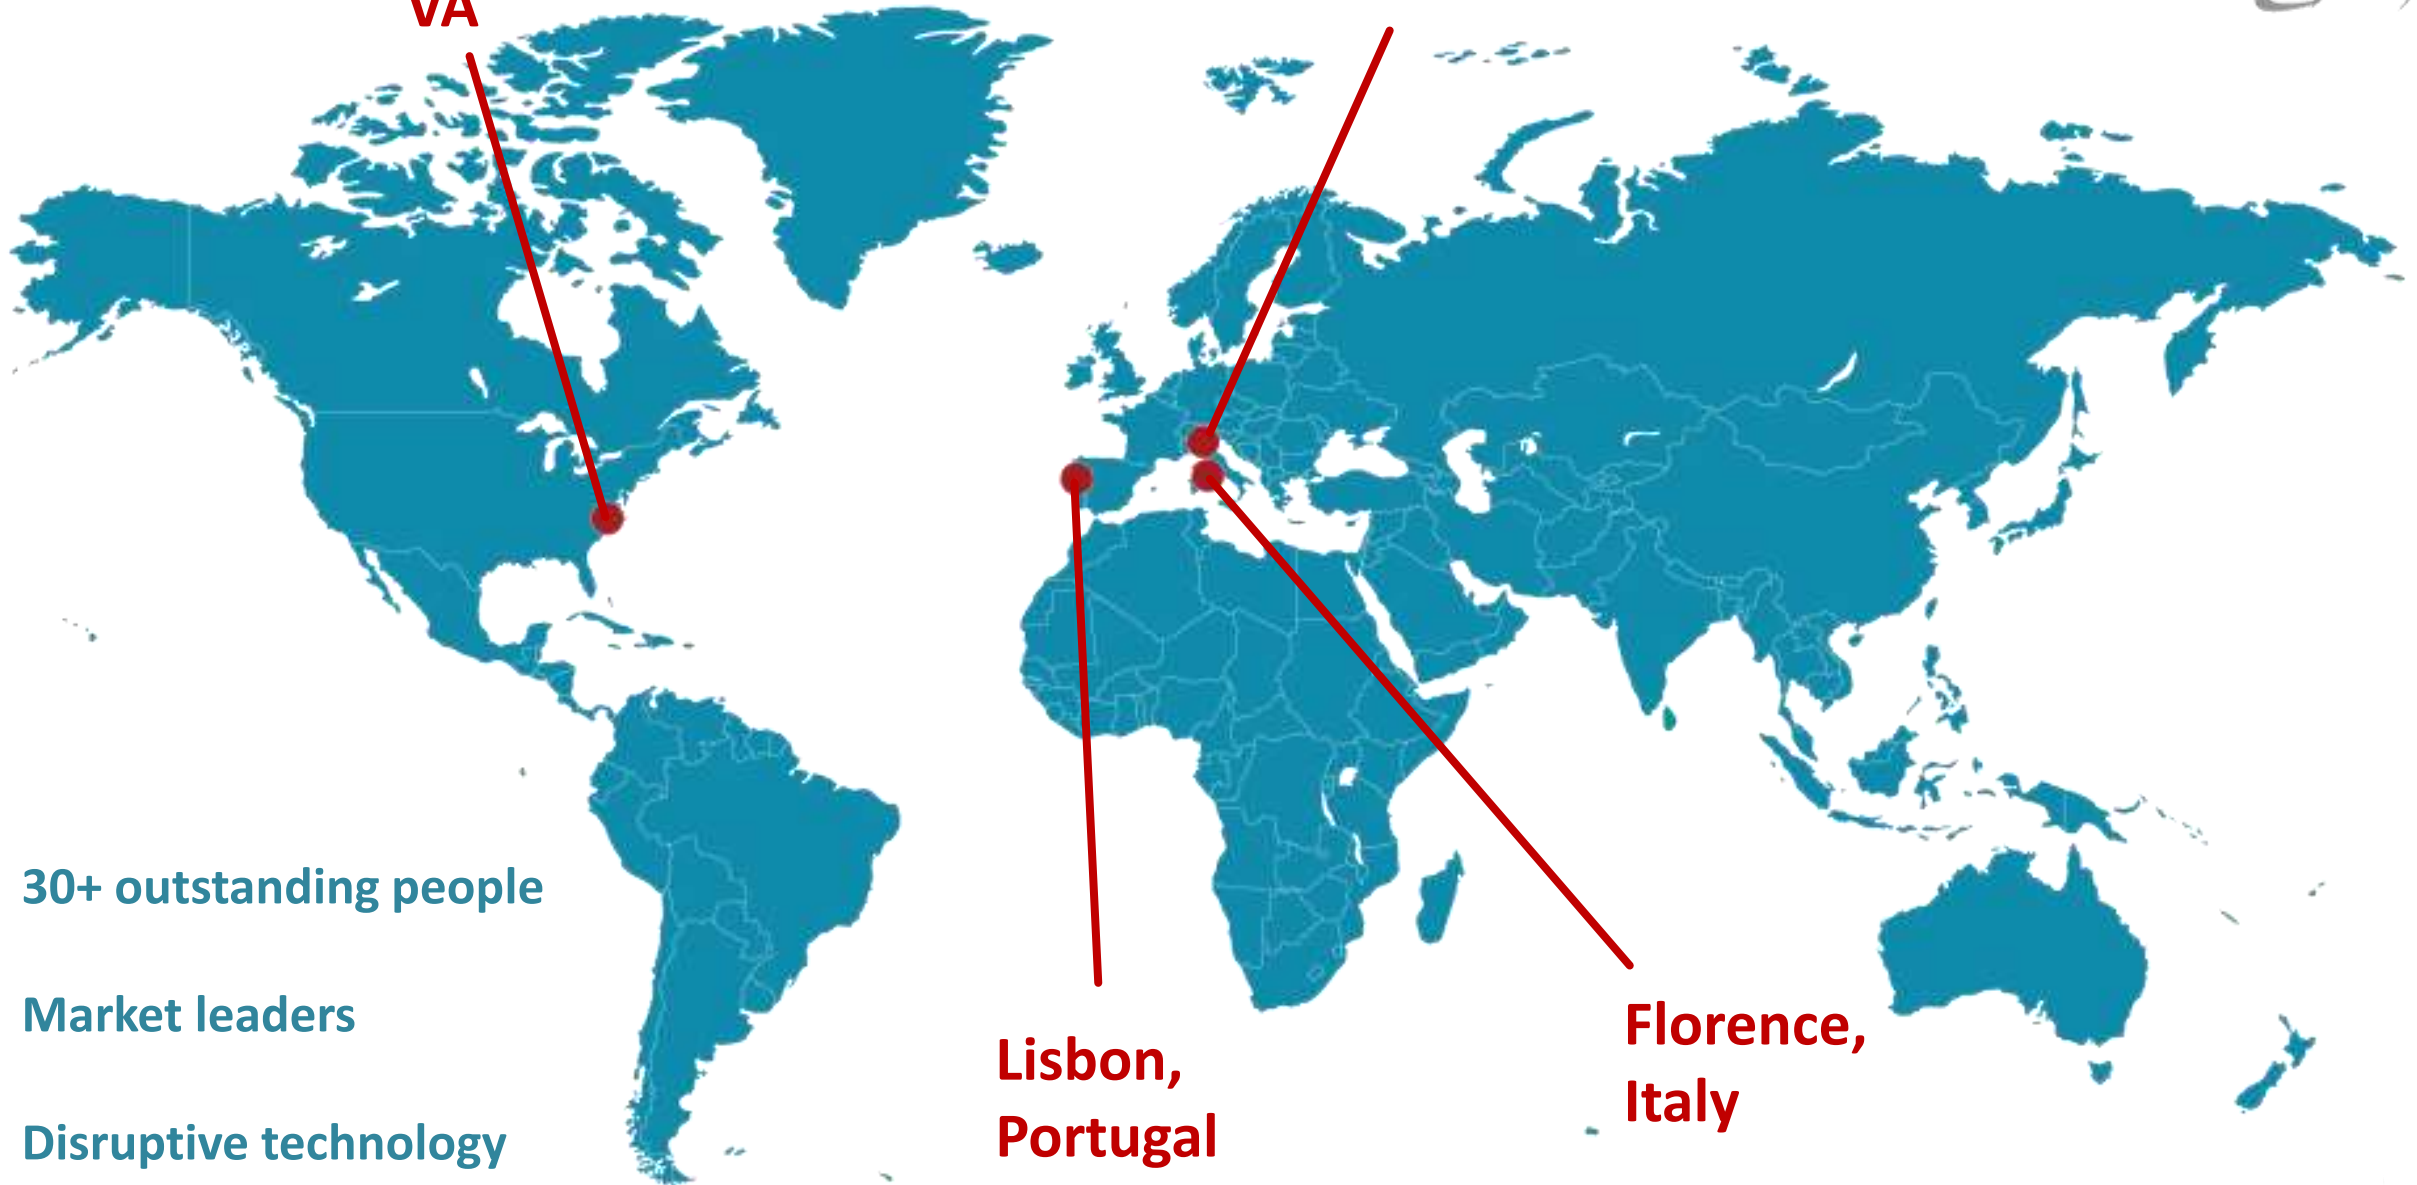 VA
30+ outstanding people
Market leaders
Disruptive technology
Lisbon,
Portugal
Florence,
Italy